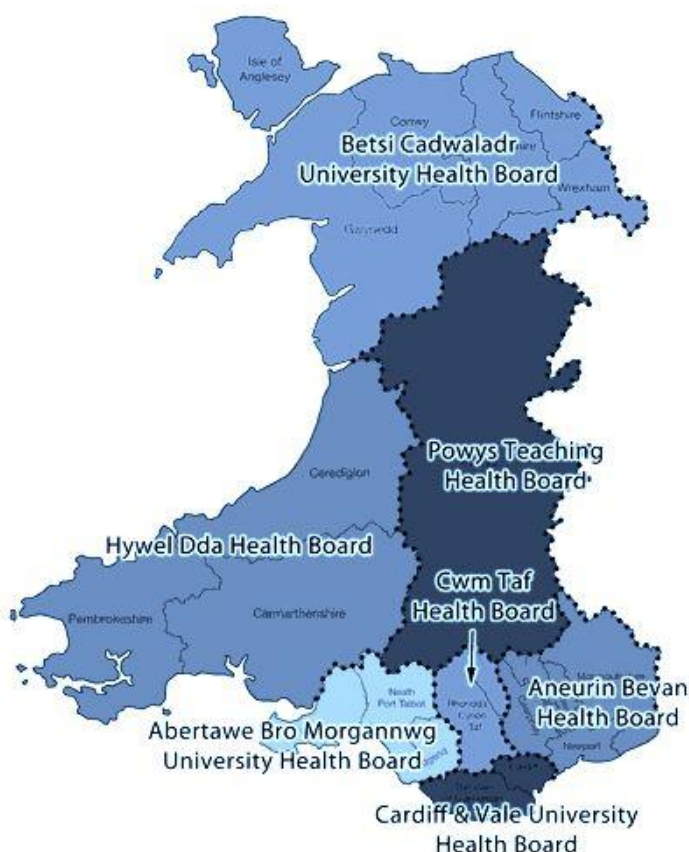 Isle of
Anglesey
Conwy
Flintshire
Betsi Cadwaladr
University Health Board
Wrexham
Gwynedd
Powys Teaching
Health Board
Ceredigion
Hywel Dda Health Board
Cwm Taf
Health Board
Pembrokeshire
Carmarthenshire
Neath
Port Talbot
Rhondda
Cynon
Taf
Aneurin Bevan
Health Board
Abertawe Bro Morgannwg
University Health Board
Newport
Cardiff & Vale University
Health Board